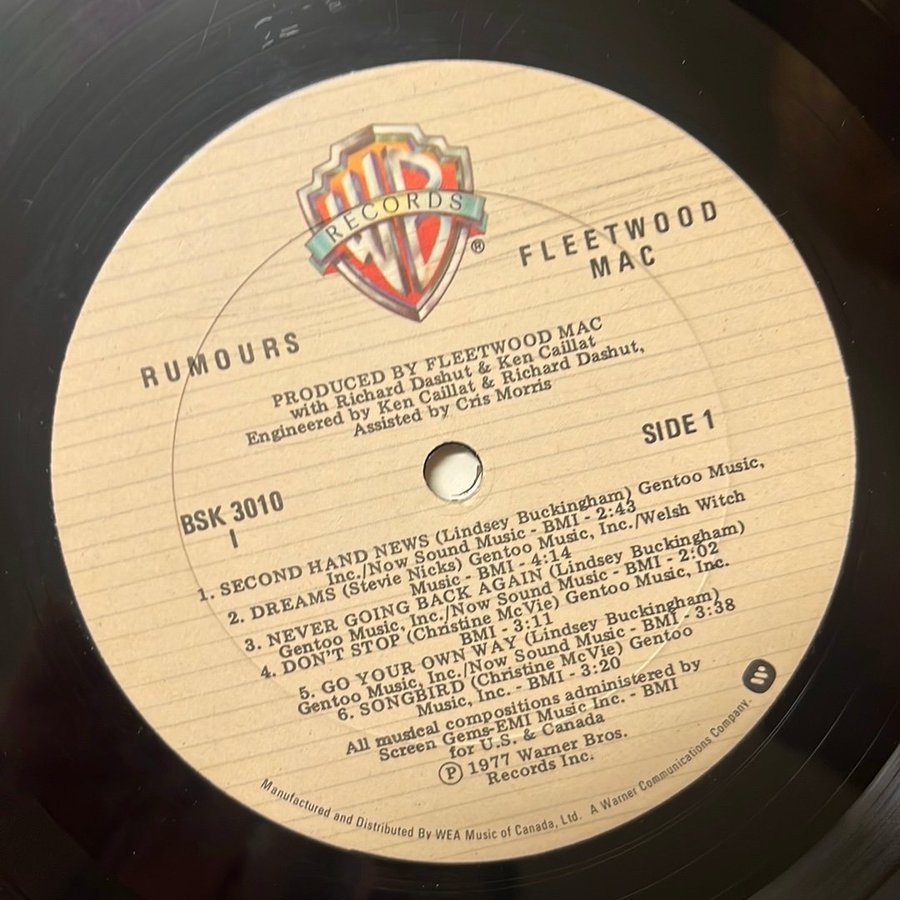 WB
RECORDS
®
FLEETWOOD
MAC
RUMOURS
PRODUCED BY FLEETWOOD MAC
with Richard Dashut & Ken Caillat
Engineered by Ken Caillat & Richard Dashut,
Assisted by Cris Morris
SIDE 1
BSK 3010
1
1. SECOND HAND NEWS (Lindsey Buckingham) Gentoo Music,
Inc./Now Sound Music - BMI - 2:43
2. DREAMS (Stevie Nicks) Gentoo Music, Inc./Welsh Witch
Music - BMI - 4:14
3. NEVER GOING BACK AGAIN (Lindsey Buckingham)
Gentoo Music, Inc./Now Sound Music - BMI - 2:02
4. DON'T STOP (Christine McVie) Gentoo Music, Inc.
BMI - 3:11
5. GO YOUR OWN WAY (Lindsey Buckingham)
Gentoo Music, Inc./Now Sound Music - BMI - 3:38
6. SONGBIRD (Christine McVie) Gentoo
Music, Inc. - BMI - 3:20
All musical compositions administered by
Screen Gems-EMI Music Inc. - BMI
for U.S. & Canada
℗ 1977 Warner Bros.
Records Inc.
Manufactured and Distributed By WEA Music of Canada, Ltd. A Warner Communications Company.